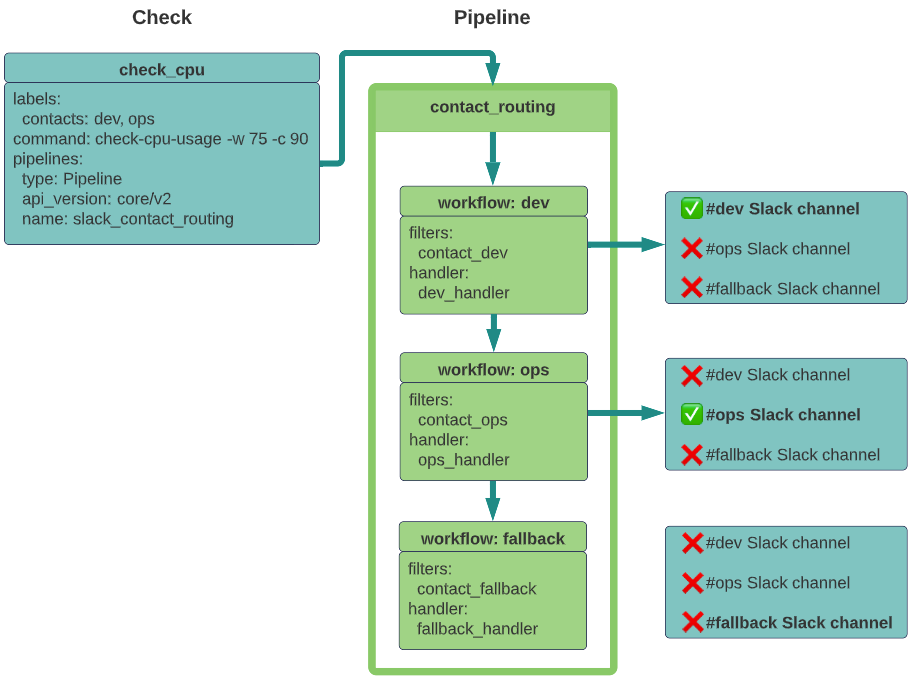 Check
Pipeline
check_cpu
labels:
contacts: dev, ops
command: check-cpu-usage -w 75 -c 90
pipelines:
type: Pipeline
api_version: core/v2
name: slack_contact_routing
contact_routing
workflow: dev
filters:
contact_dev
handler:
dev_handler
#dev Slack channel
#ops Slack channel
#fallback Slack channel
workflow: ops
filters:
contact_ops
handler:
ops_handler
#dev Slack channel
#ops Slack channel
#fallback Slack channel
workflow: fallback
filters:
contact_fallback
handler:
fallback_handler
#dev Slack channel
#ops Slack channel
#fallback Slack channel